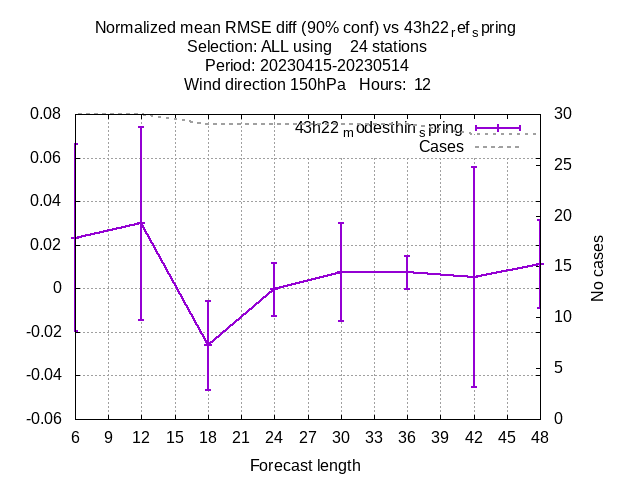 Normalized mean RMSE diff (90% conf) vs 43h22refspring
Selection: ALL using 24 stations
Period: 20230415-20230514
Wind direction 150hPa Hours: 12
43h22modesthinspring
Cases
0.08
0.06
0.04
0.02
0
-0.02
-0.04
-0.06
30
25
20
15
10
5
0
No cases
6 9 12 15 18 21 24 27 30 33 36 39 42 45 48
Forecast length